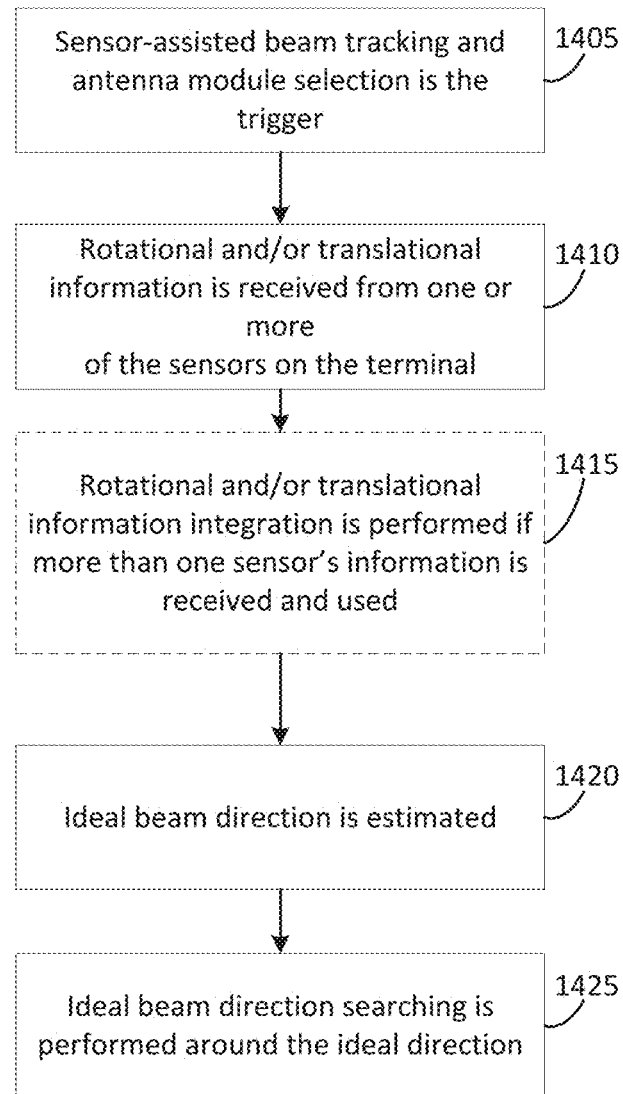 Sensor-assisted beam tracking and
antenna module selection is the
trigger
1405
Rotational and/or translational
information is received from one or
more
of the sensors on the terminal
1410
Rotational and/or translational
information integration is performed if
more than one sensor's information is
received and used
1415
Ideal beam direction is estimated
1420
Ideal beam direction searching is
performed around the ideal direction
1425